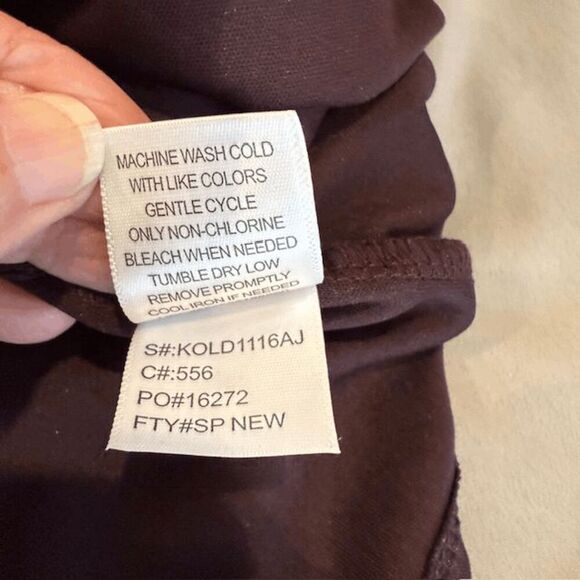 MACHINE WASH COLD
WITH LIKE COLORS
GENTLE CYCLE
ONLY NON-CHLORINE
BLEACH WHEN NEEDED
TUMBLE DRY LOW
REMOVE PROMPTLY
COOL IRON IF NEEDED
S#:KOLD1116AJ
C#:556
PO#16272
FTY#SP NEW